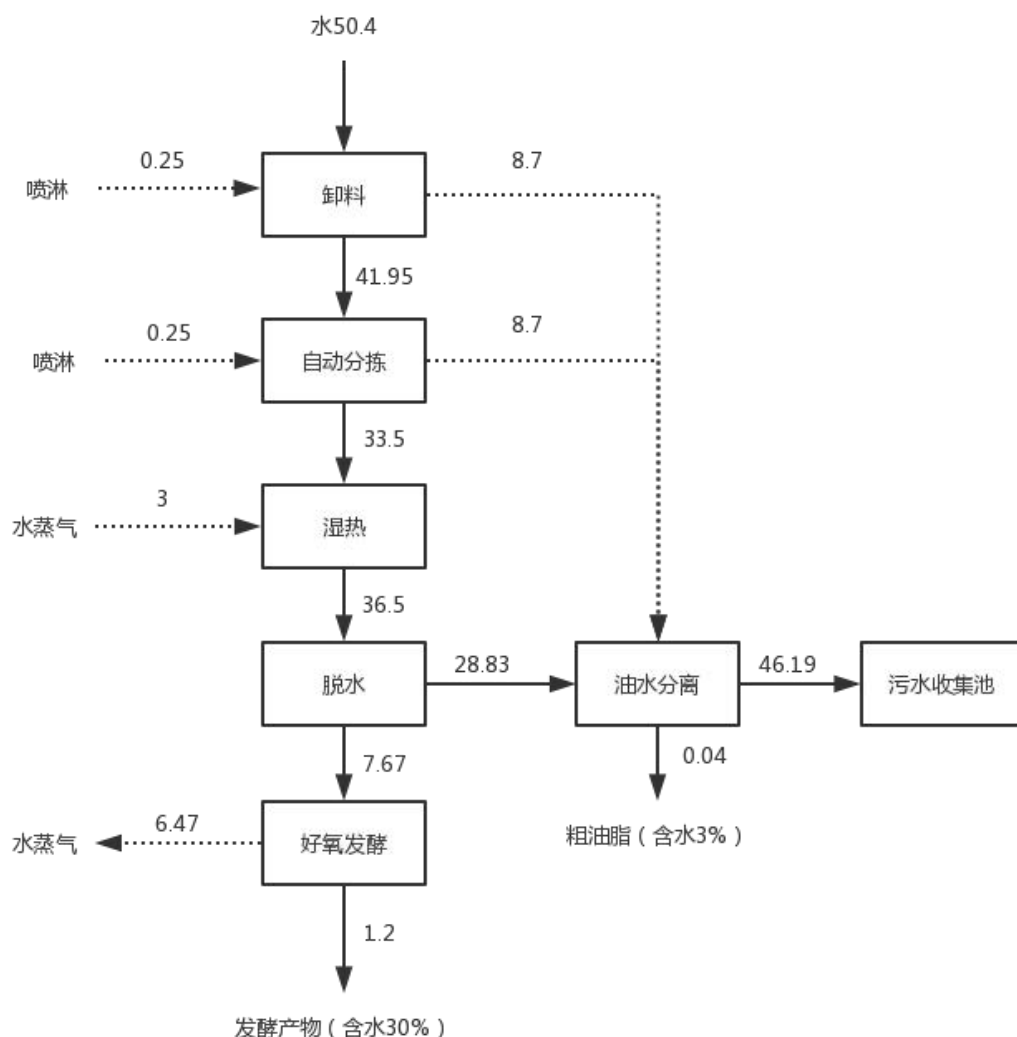 水50.4
0.25
8.7
喷淋
卸料
41.95
0.25
8.7
喷淋
自动分拣
33.5
3
水蒸气
湿热
36.5
脱水
28.83
油水分离
46.19
污水收集池
7.67
0.04
6.47
水蒸气
好氧发酵
粗油脂（含水3%）
1.2
发酵产物（含水30%）